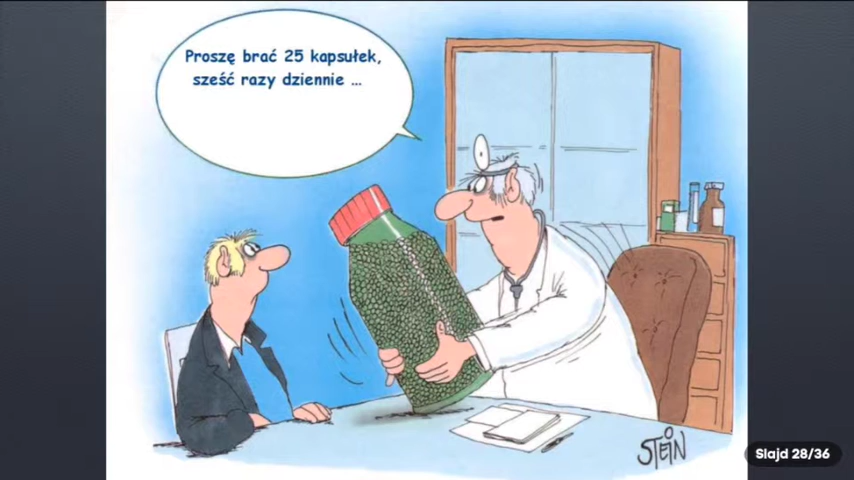 Proszę brać 25 kapsułek,
sześć razy dziennie ...
STEIN
Slajd 28/36